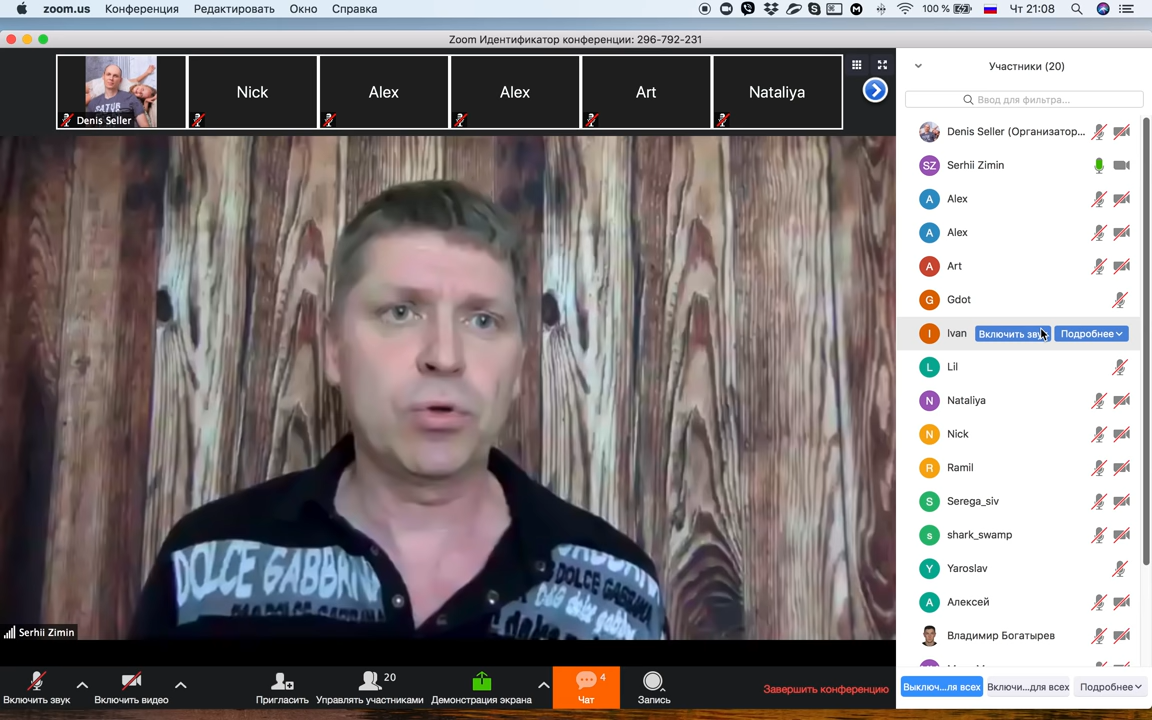 zoom.us Конференция Редактировать Окно Справка
100 % Чт 21:08
Zoom Идентификатор конференции: 296-792-231
Denis Seller
Nick
Alex
Alex
Art
Nataliya
Участники (20)
Ввод для фильтра...
Denis Seller (Организатор...
SZ Serhii Zimin
A Alex
A Alex
A Art
G Gdot
I Ivan Включить зву Подробнее
L Lil
N Nataliya
N Nick
R Ramil
S Serega_siv
s shark_swamp
Y Yaroslav
А Алексей
Владимир Богатырев
DOLCE GABBANA
DOLCE GABBANA
Serhii Zimin
Включить звук
Включить видео
Пригласить
20
Управлять участниками
Демонстрация экрана
4
Чат
Запись
Завершить конференцию
Выключ...ля всех
Включи...для всех
Подробнее